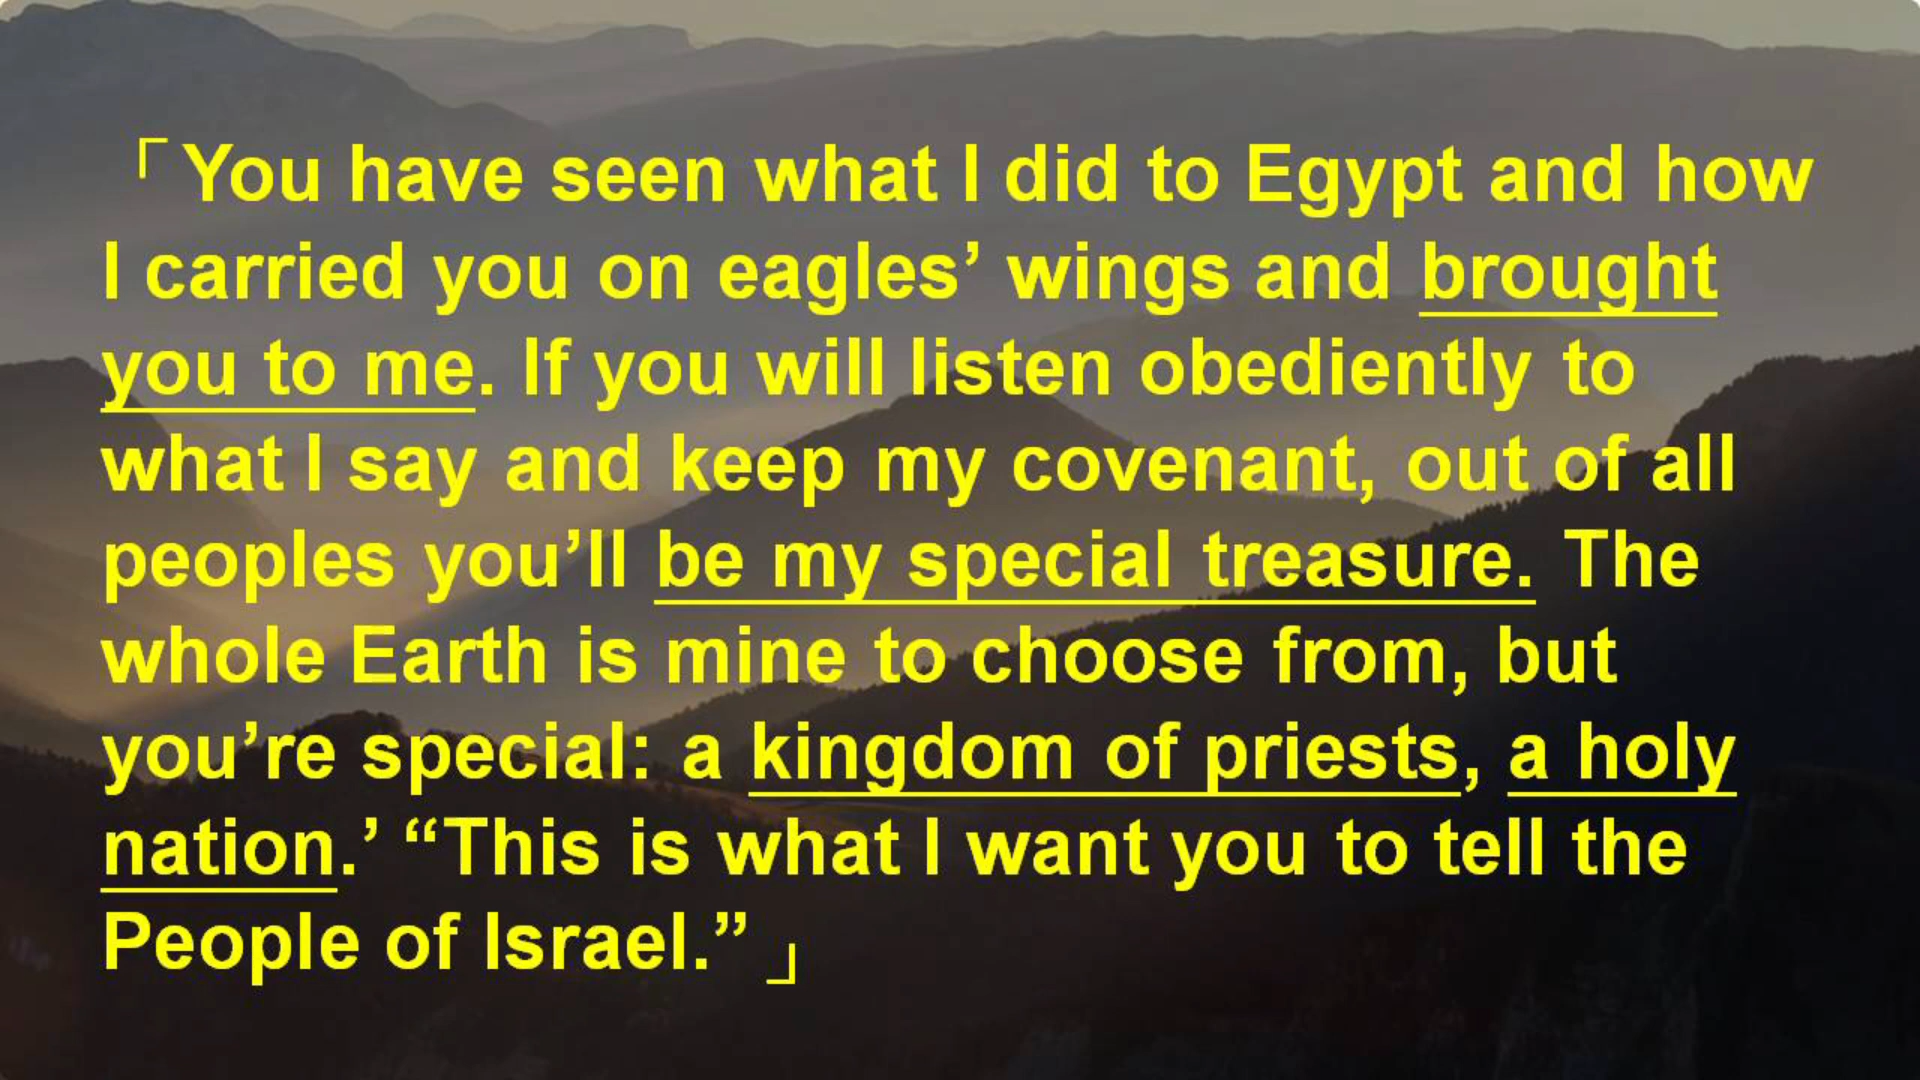 「You have seen what I did to Egypt and how
I carried you on eagles’ wings and brought
you to me. If you will listen obediently to
what I say and keep my covenant, out of all
peoples you’ll be my special treasure. The
whole Earth is mine to choose from, but
you’re special: a kingdom of priests, a holy
nation.’ “This is what I want you to tell the
People of Israel.”」